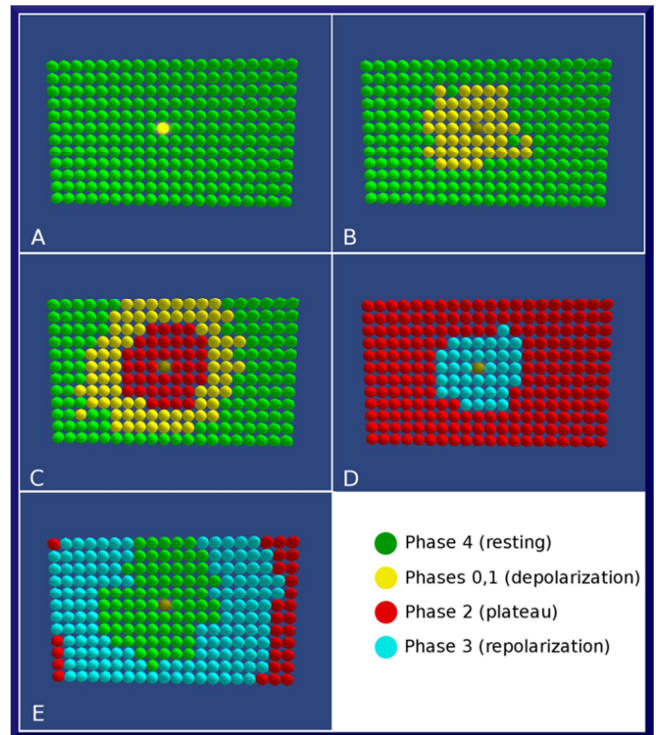 A
B
C
D
E
Phase 4 (resting)
Phases 0,1 (depolarization)
Phase 2 (plateau)
Phase 3 (repolarization)